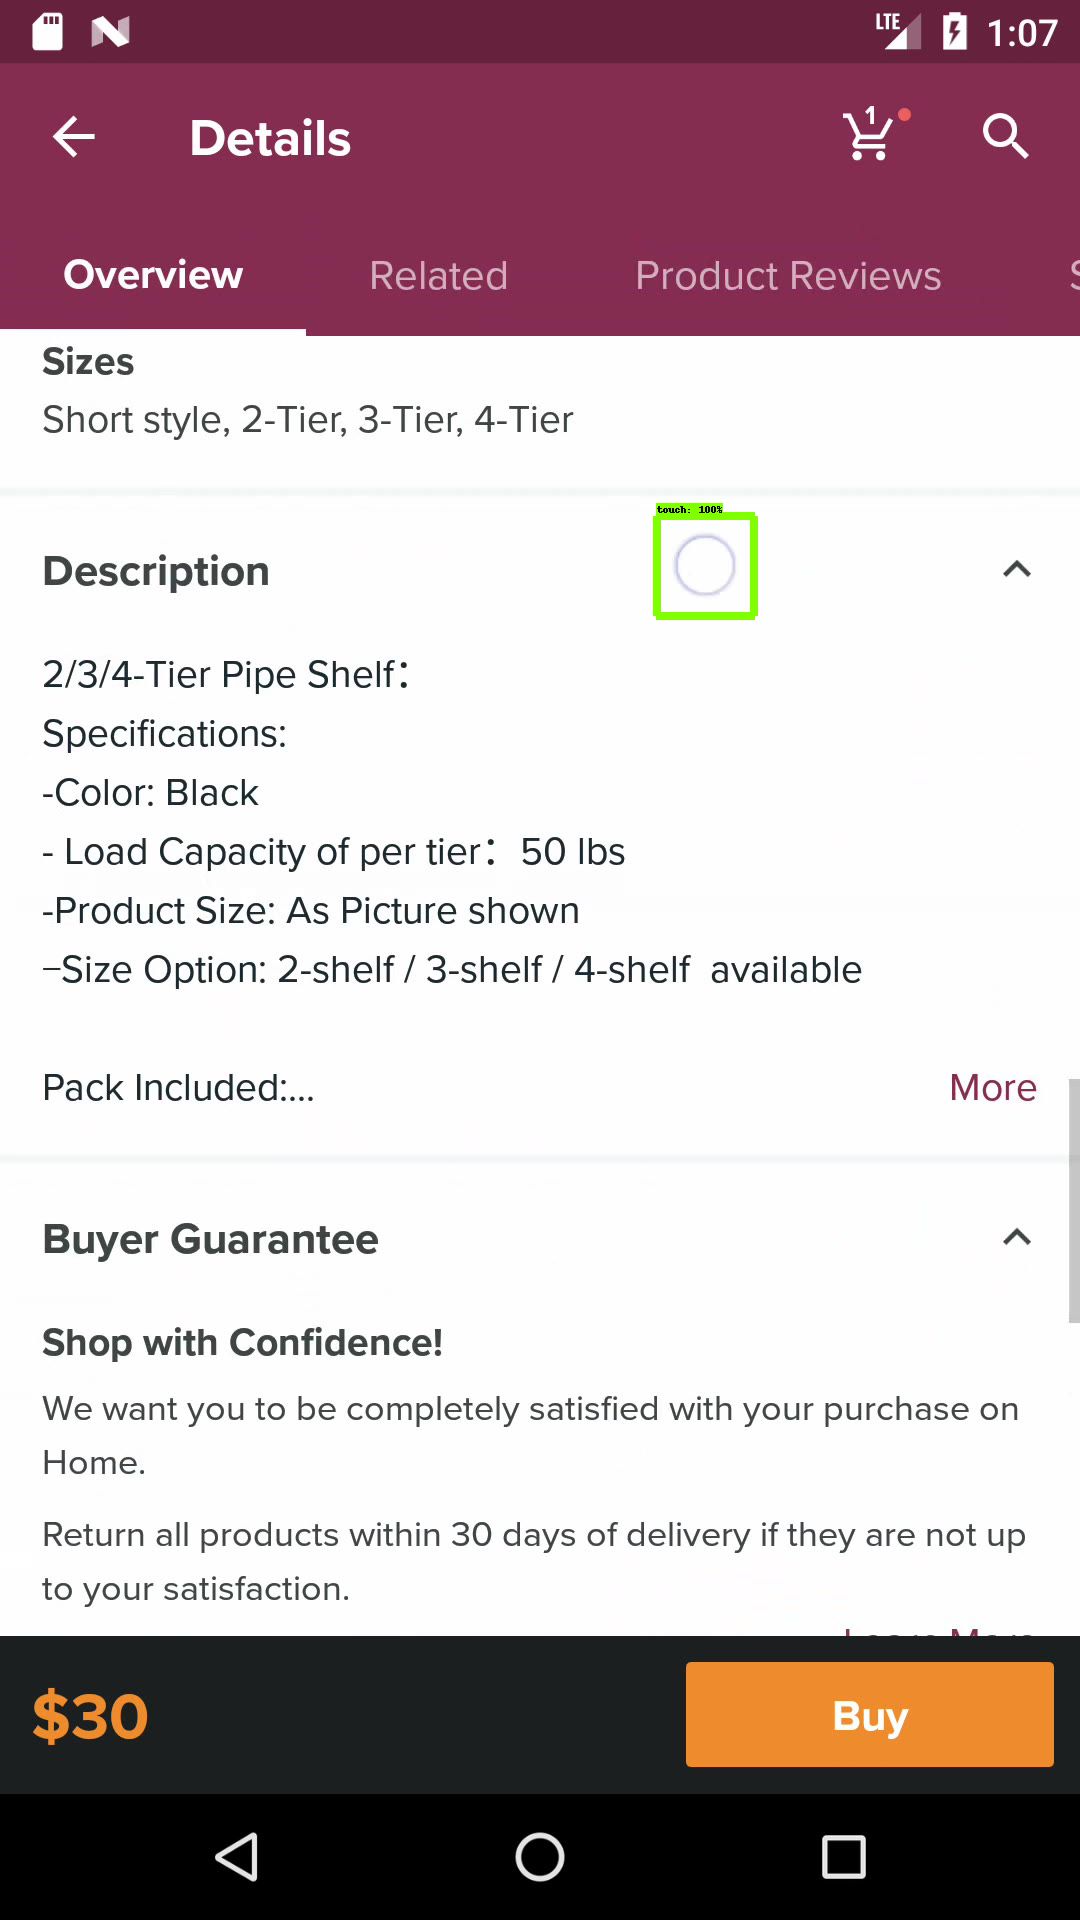 LTE 1:07
Details 1
Overview Related Product Reviews S
Sizes
Short style, 2-Tier, 3-Tier, 4-Tier
touch: 100%
Description
2/3/4-Tier Pipe Shelf：
Specifications:
-Color: Black
- Load Capacity of per tier：50 lbs
-Product Size: As Picture shown
–Size Option: 2-shelf / 3-shelf / 4-shelf  available
Pack Included:... More
Buyer Guarantee
Shop with Confidence!
We want you to be completely satisfied with your purchase on
Home.
Return all products within 30 days of delivery if they are not up
to your satisfaction.
$30 Buy